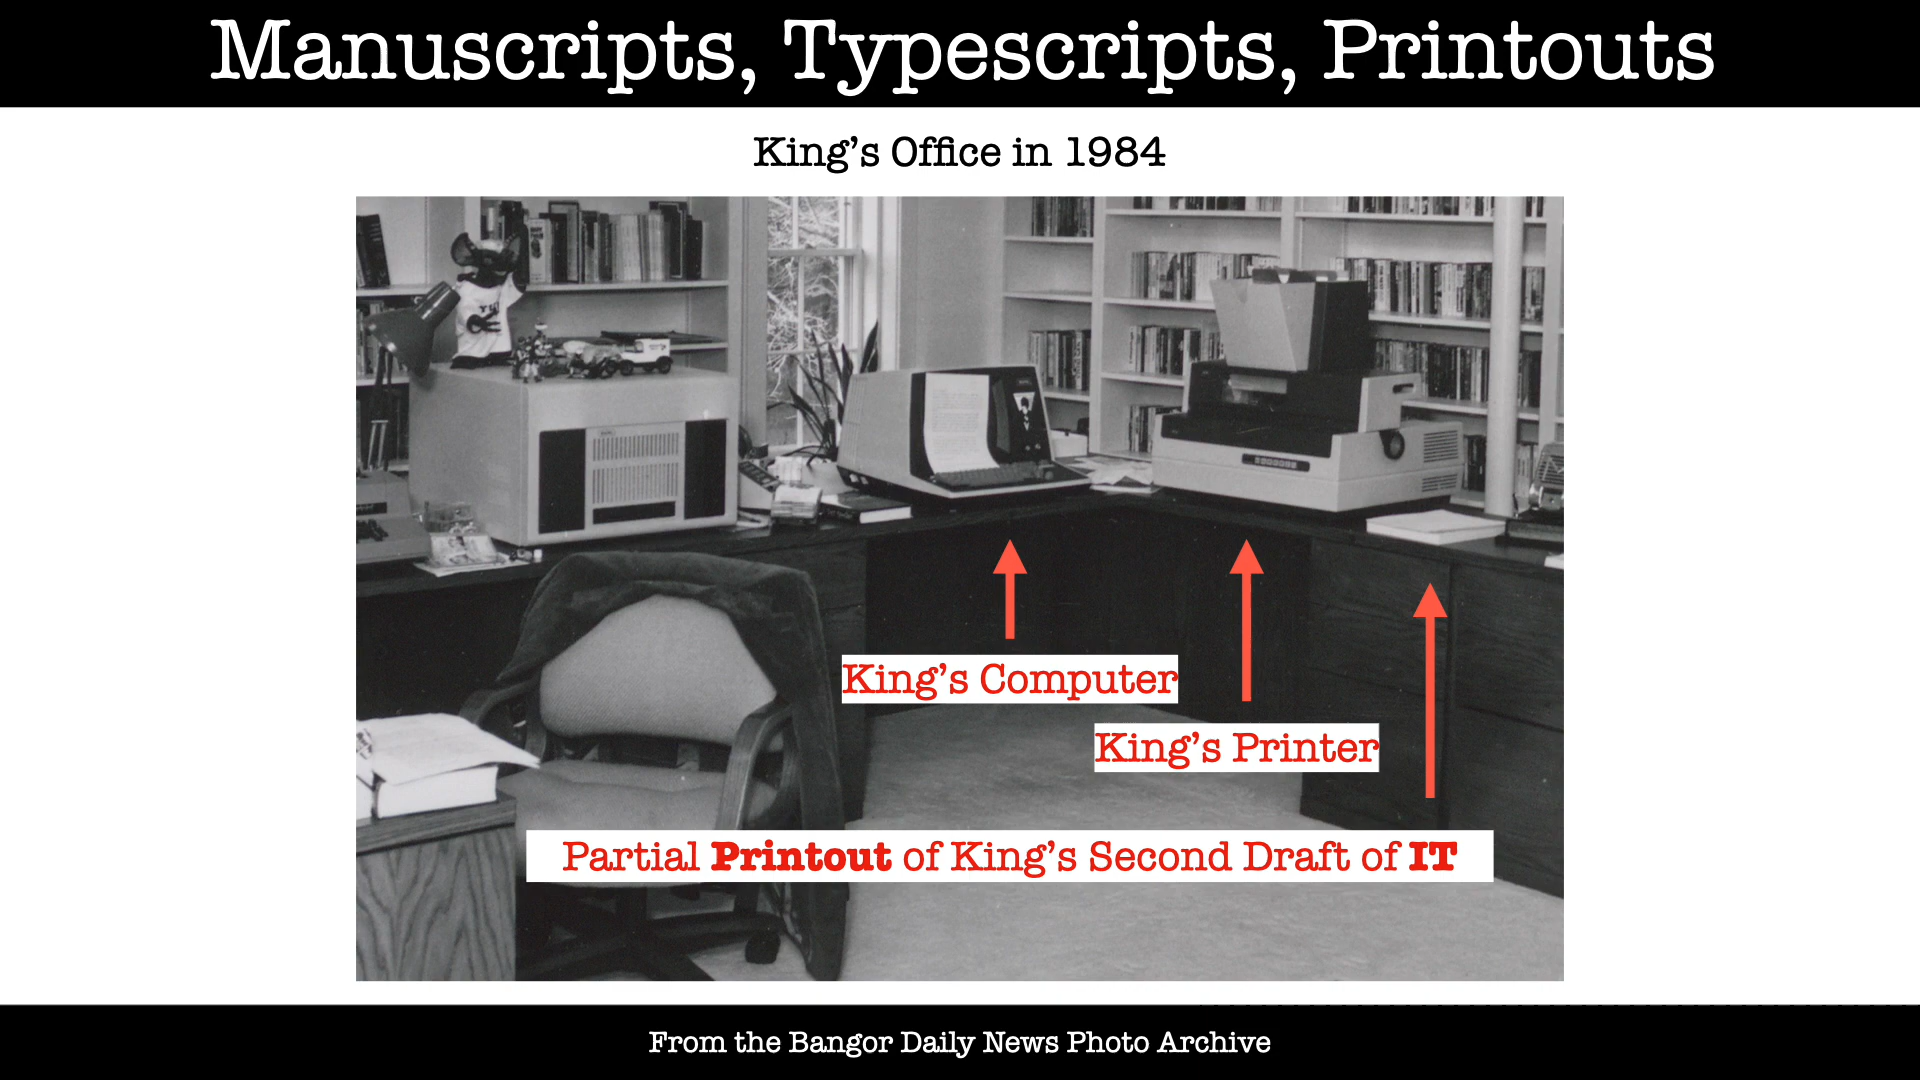 Manuscripts, Typescripts, Printouts
King's Office in 1984
King's Computer
King's Printer
Partial Printout of King's Second Draft of IT
From the Bangor Daily News Photo Archive